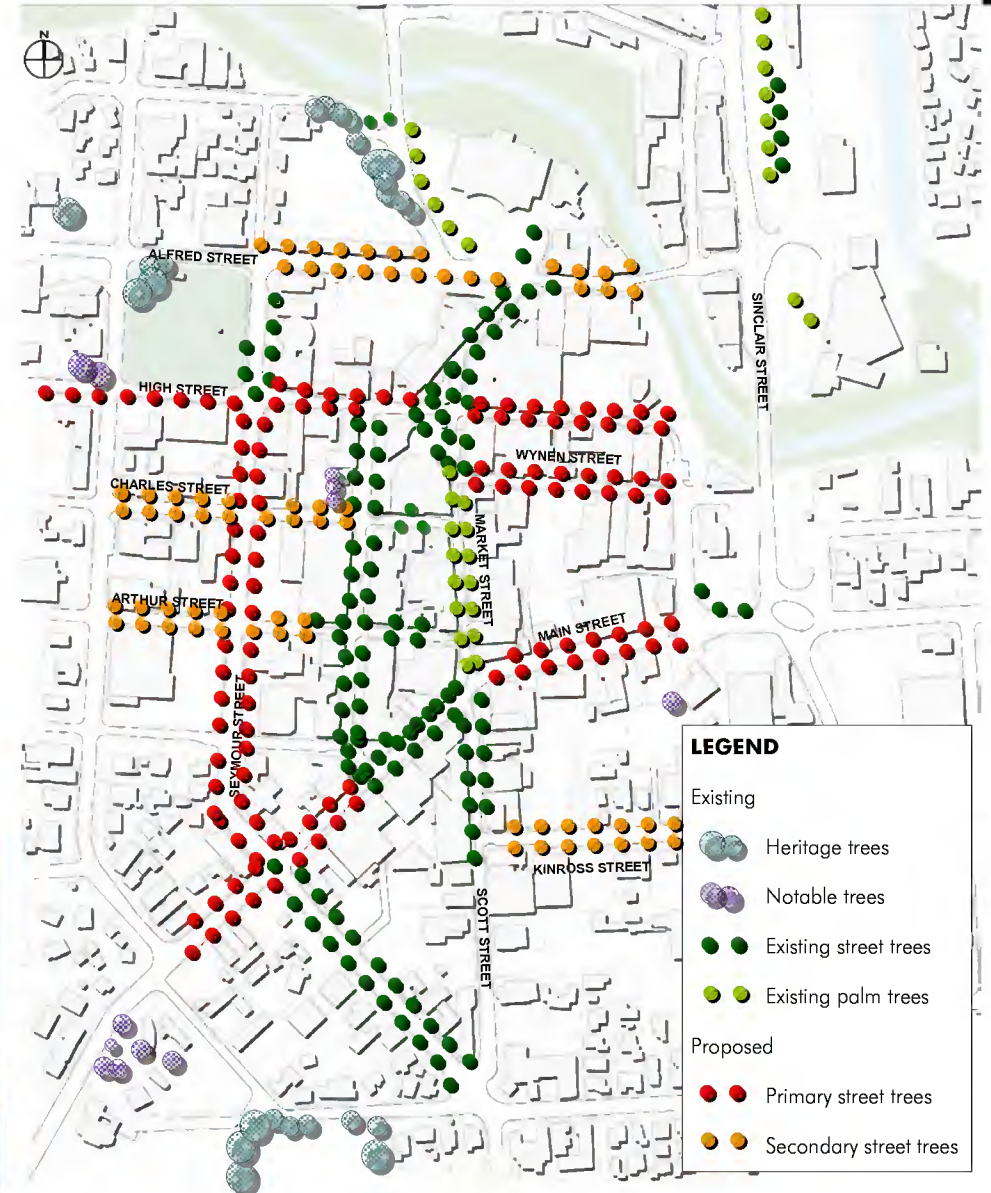 N
ALFRED STREET
SINCLAIR STREET
HIGH STREET
WYNEN STREET
CHARLES STREET
MARKET STREET
ARTHUR STREET
MAIN STREET
SEYMOUR STREET
KINROSS STREET
SCOTT STREET
LEGEND
Existing
Heritage trees
Notable trees
Existing street trees
Existing palm trees
Proposed
Primary street trees
Secondary street trees